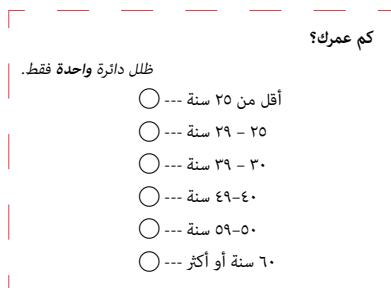 كم عمرك؟
ظلل دائرة واحدة فقط.
أقل من ٢٥ سنة ---
٢٥ – ٢٩ سنة ---
٣٠ – ٣٩ سنة ---
٤٠–٤٩ سنة ---
٥٠–٥٩ سنة ---
٦٠ سنة أو أكثر ---